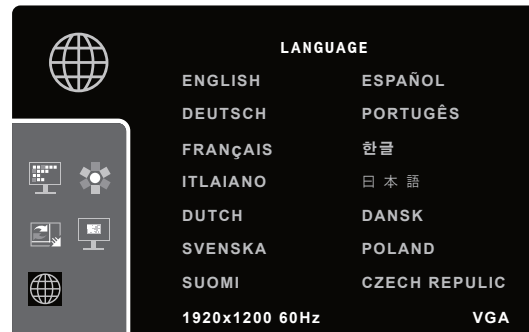 LANGUAGE
ENGLISH ESPAÑOL
DEUTSCH PORTUGÊS
FRANçAIS 한글
ITLAIANO 日本語
DUTCH DANSK
SVENSKA POLAND
SUOMI CZECH REPULIC
1920x1200 60Hz VGA